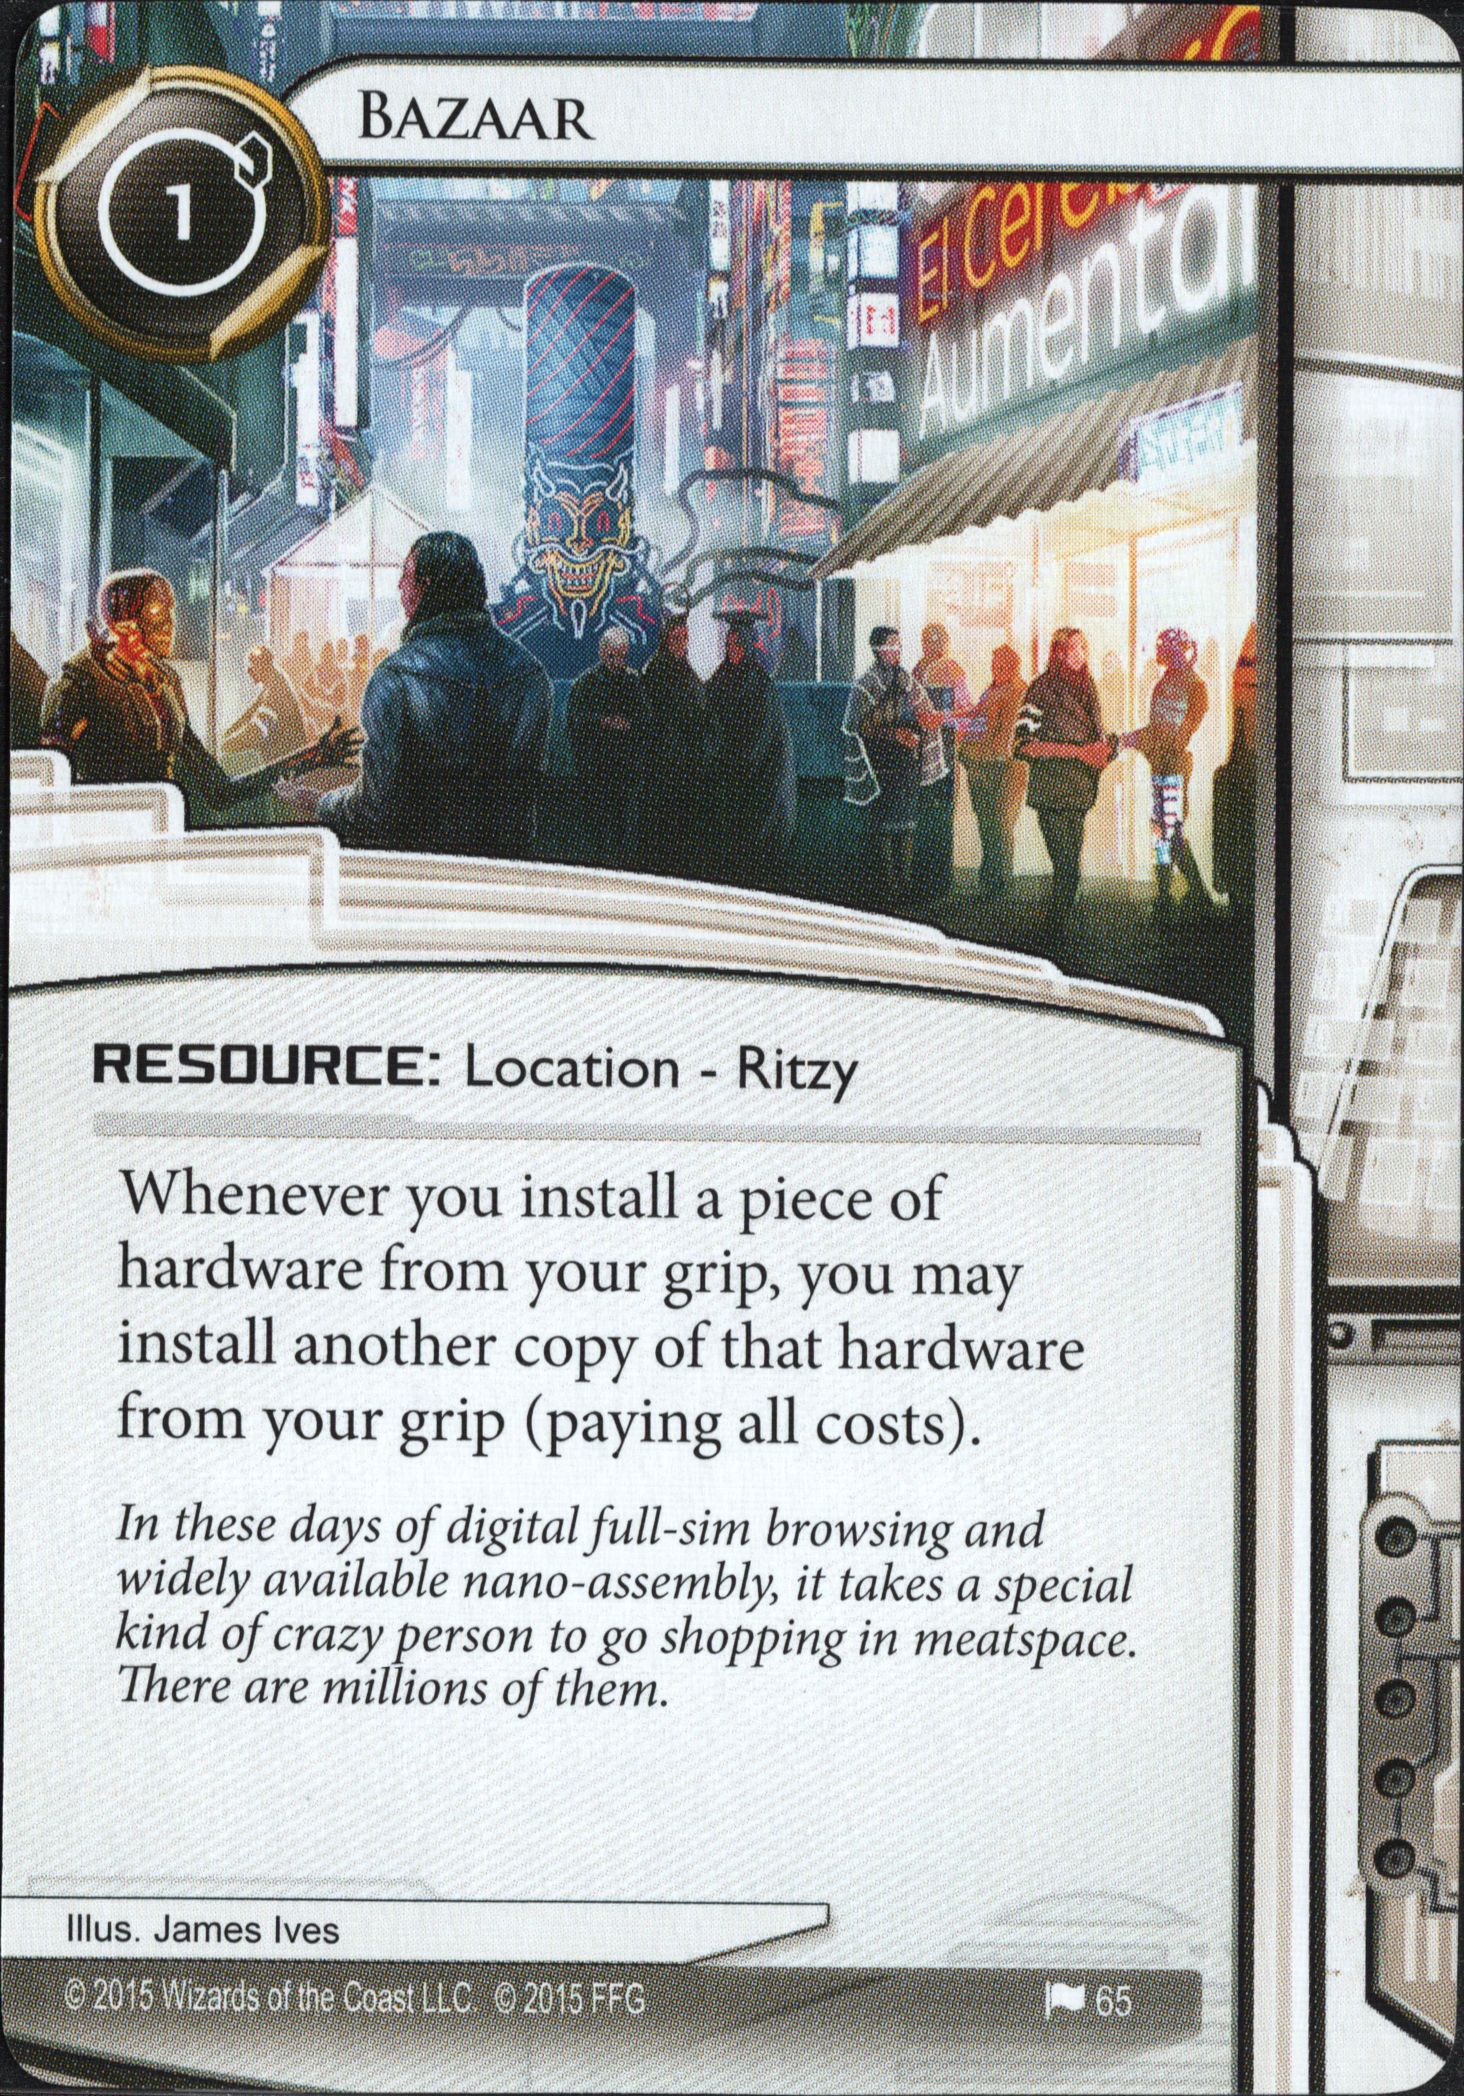 BAZAAR
1
El Cerebro
Aumentado
RESOURCE: Location - Ritzy
Whenever you install a piece of
hardware from your grip, you may
install another copy of that hardware
from your grip (paying all costs).
In these days of digital full-sim browsing and
widely available nano-assembly, it takes a special
kind of crazy person to go shopping in meatspace.
There are millions of them.
Illus. James Ives
© 2015 Wizards of the Coast LLC. © 2015 FFG
65